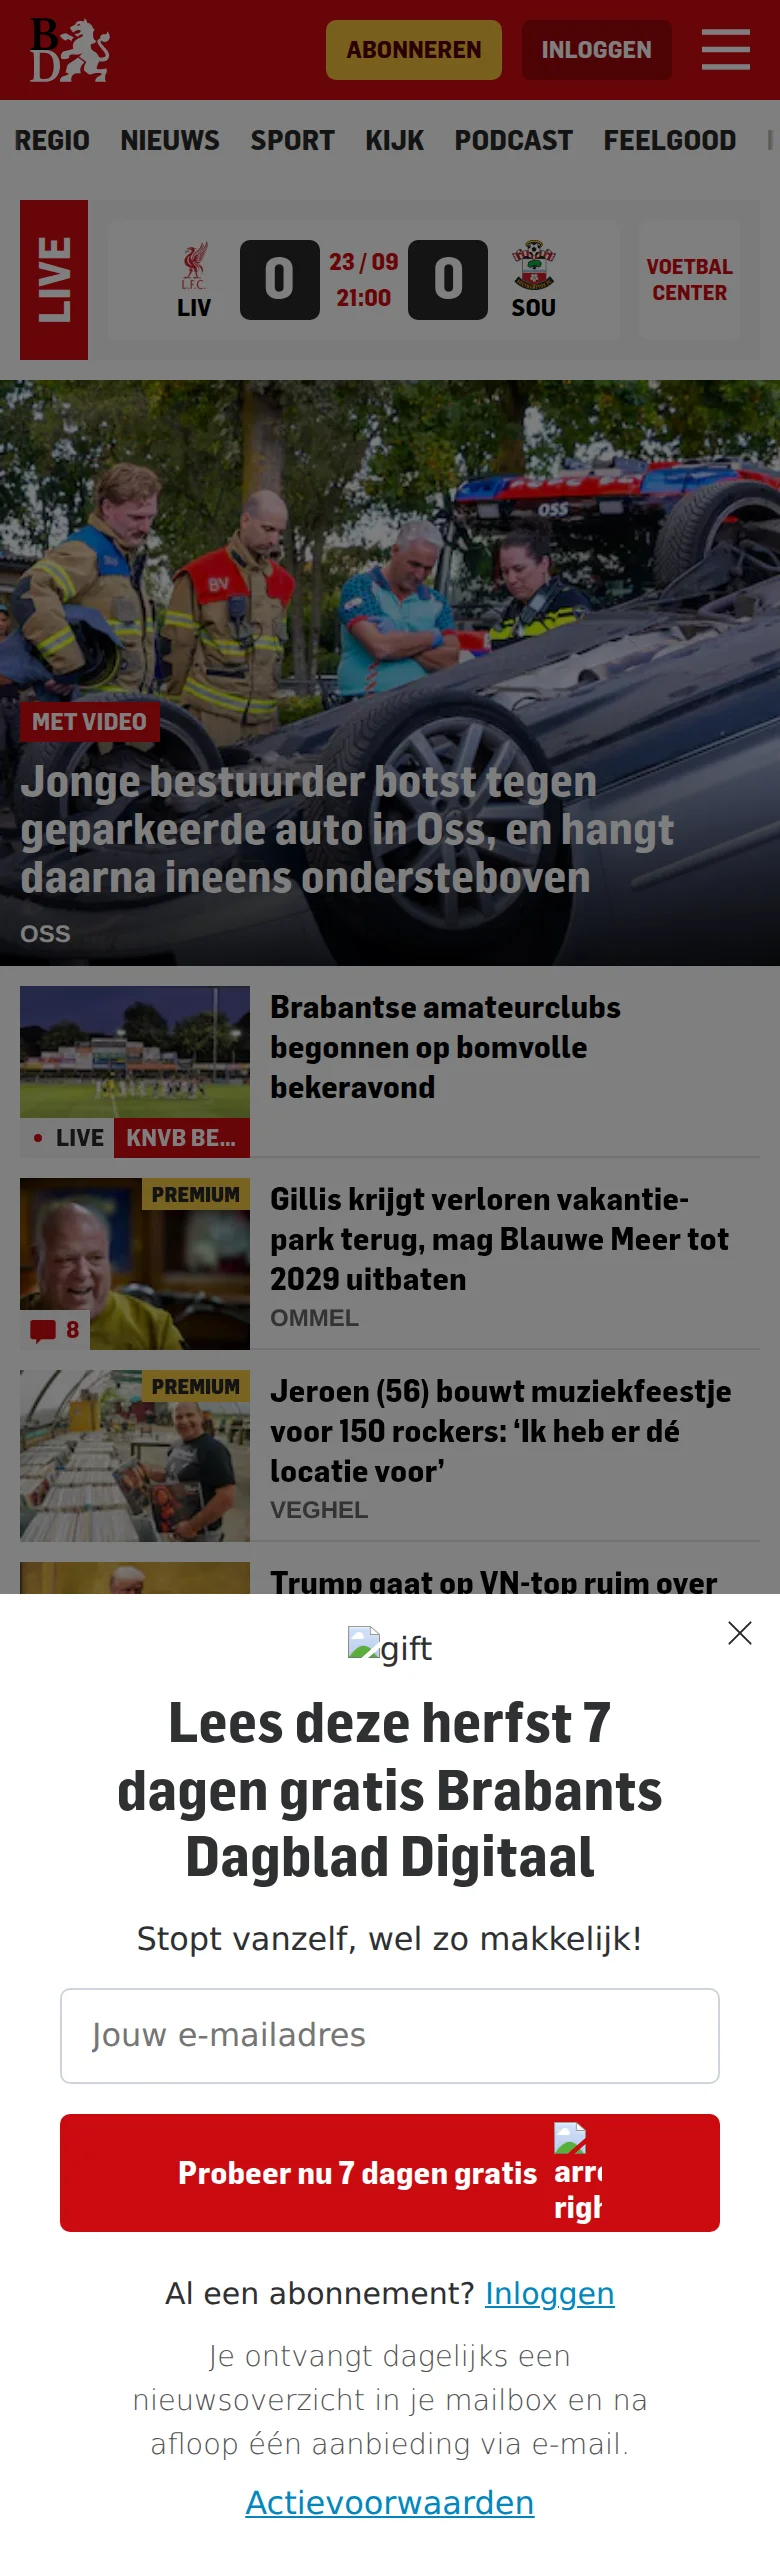 BD
ABONNEREN
INLOGGEN
REGIO NIEUWS SPORT KIJK PODCAST FEELGOOD
LIVE
L.F.C.
LIV
0
23 / 09
21:00
0
SOU
VOETBAL
CENTER
OSS
BV
MET VIDEO
Jonge bestuurder botst tegen
geparkeerde auto in Oss, en hangt
daarna ineens ondersteboven
OSS
Brabantse amateurclubs
begonnen op bomvolle
bekeravond
LIVE KNVB BE...
PREMIUM
Gillis krijgt verloren vakantie-
park terug, mag Blauwe Meer tot
2029 uitbaten
OMMEL
8
PREMIUM
Jeroen (56) bouwt muziekfeestje
voor 150 rockers: ‘Ik heb er dé
locatie voor’
VEGHEL
Trump gaat op VN-top ruim over
gift
Lees deze herfst 7
dagen gratis Brabants
Dagblad Digitaal
Stopt vanzelf, wel zo makkelijk!
Jouw e-mailadres
Probeer nu 7 dagen gratis
Al een abonnement? Inloggen
Je ontvangt dagelijks een
nieuwsoverzicht in je mailbox en na
afloop één aanbieding via e-mail.
Actievoorwaarden